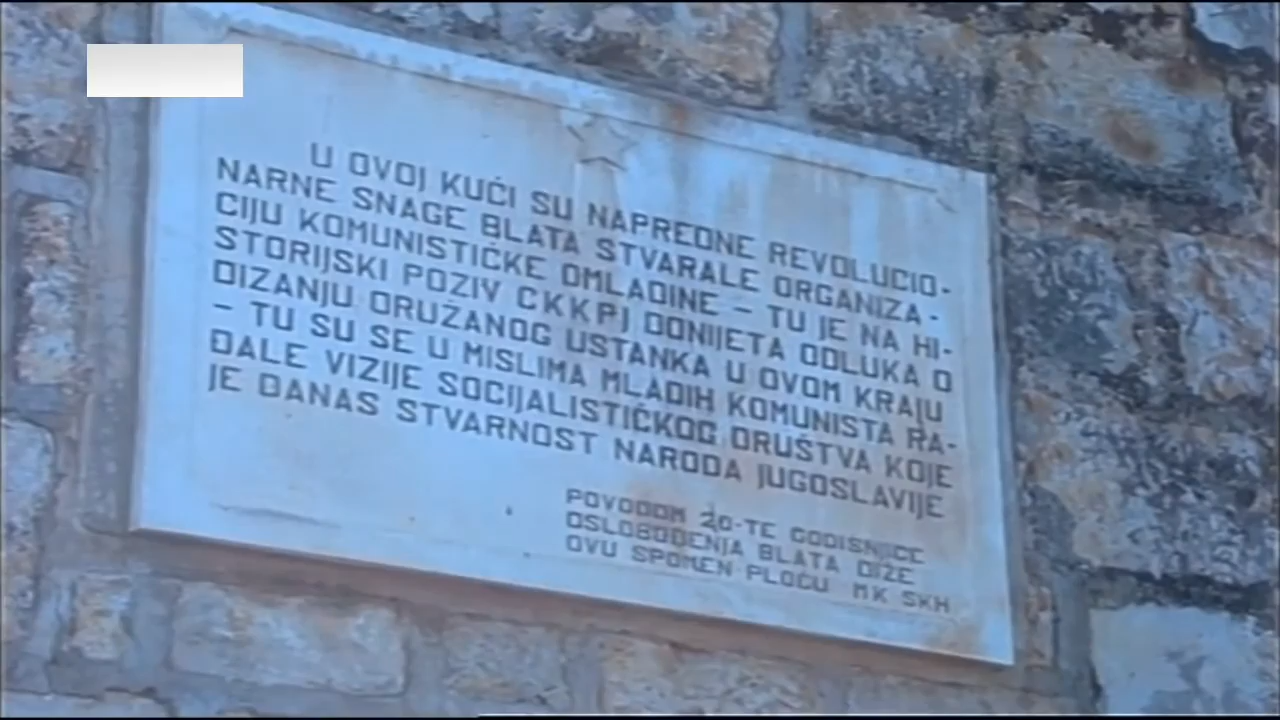 U OVOJ KUĆI SU NAPREDNE REVOLUCIO-
NARNE SNAGE BLATA STVARALE ORGANIZA-
CIJU KOMUNISTIČKE OMLADINE – TU JE NA HI-
STORIJSKI POZIV CKKPJ DONIJETA ODLUKA O
DIZANJU ORUŽANOG USTANKA U OVOM KRAJU
– TU SU SE U MISLIMA MLADIH KOMUNISTA RA-
ĐALE VIZIJE SOCIJALISTIČKOG DRUŠTVA KOJE
JE DANAS STVARNOST NARODA JUGOSLAVIJE
POVODOM 20-TE GODIŠNJICE
OSLOBOĐENJA BLATA DIŽE
OVU SPOMEN PLOČU MK SKH